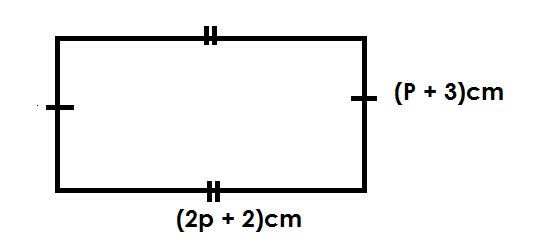 (P + 3)cm
(2p + 2)cm